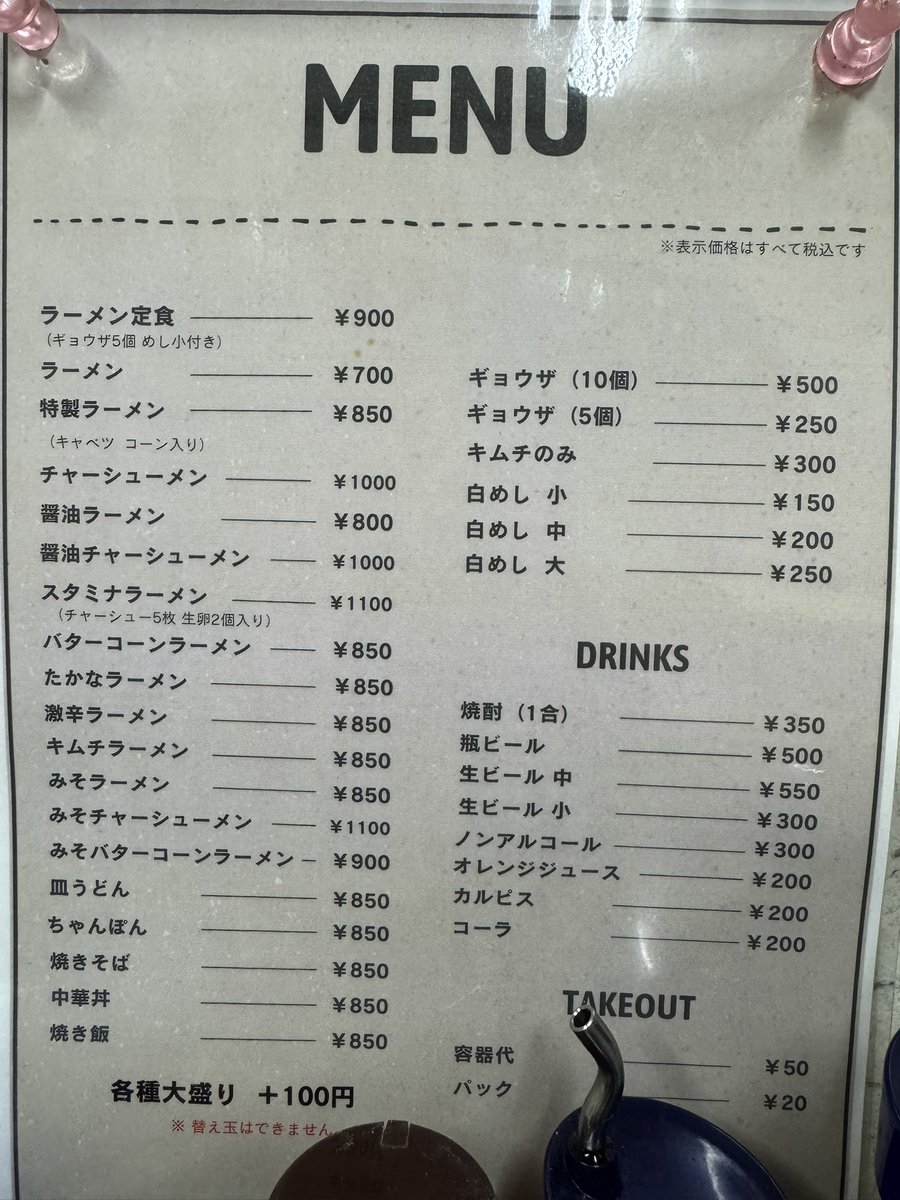 MENU
※表示価格はすべて税込です
ラーメン定食 ¥900
(ギョウザ5個 めし小付き)
ラーメン ¥700
特製ラーメン ¥850
(キャベツ コーン入り)
チャーシューメン ¥1000
醤油ラーメン ¥800
醤油チャーシューメン ¥1000
スタミナラーメン ¥1100
(チャーシュー5枚 生卵2個入り)
バターコーンラーメン ¥850
たかなラーメン ¥850
激辛ラーメン ¥850
キムチラーメン ¥850
みそラーメン ¥850
みそチャーシューメン ¥1100
みそバターコーンラーメン ¥900
皿うどん ¥850
ちゃんぽん ¥850
焼きそば ¥850
中華丼 ¥850
焼き飯 ¥850
各種大盛り +100円
※ 替え玉はできません
ギョウザ(10個) ¥500
ギョウザ(5個) ¥250
キムチのみ ¥300
白めし 小 ¥150
白めし 中 ¥200
白めし 大 ¥250
DRINKS
焼酎(1合) ¥350
瓶ビール ¥500
生ビール 中 ¥550
生ビール 小 ¥300
ノンアルコール ¥300
オレンジジュース ¥200
カルピス ¥200
コーラ ¥200
TAKEOUT
容器代 ¥50
パック ¥20